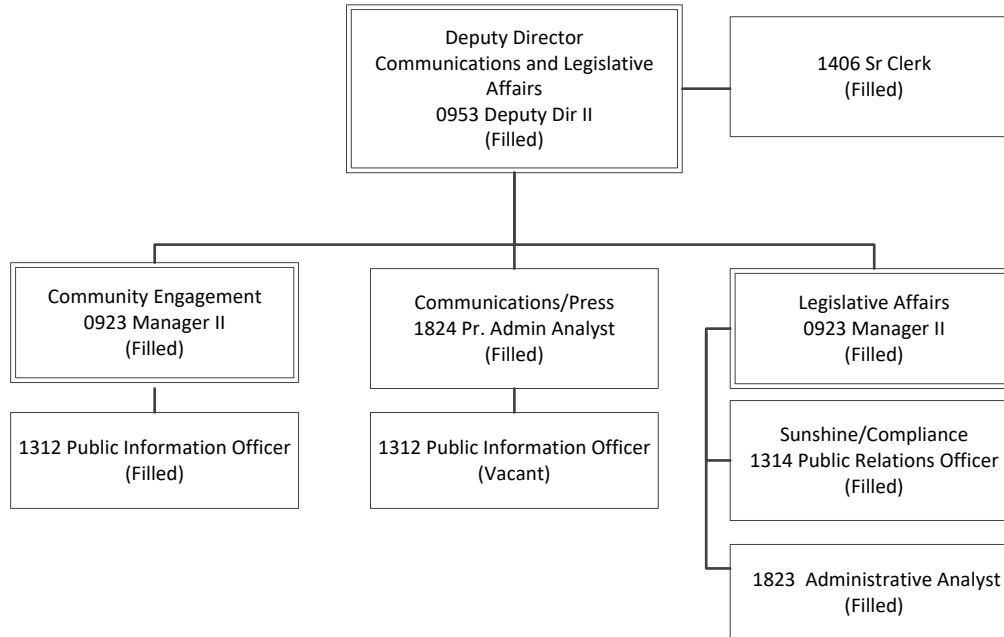 Deputy Director
Communications and Legislative
Affairs
0953 Deputy Dir II
(Filled)
1406 Sr Clerk
(Filled)
Community Engagement
0923 Manager II
(Filled)
Communications/Press
1824 Pr. Admin Analyst
(Filled)
Legislative Affairs
0923 Manager II
(Filled)
1312 Public Information Officer
(Filled)
1312 Public Information Officer
(Vacant)
Sunshine/Compliance
1314 Public Relations Officer
(Filled)
1823  Administrative Analyst
(Filled)